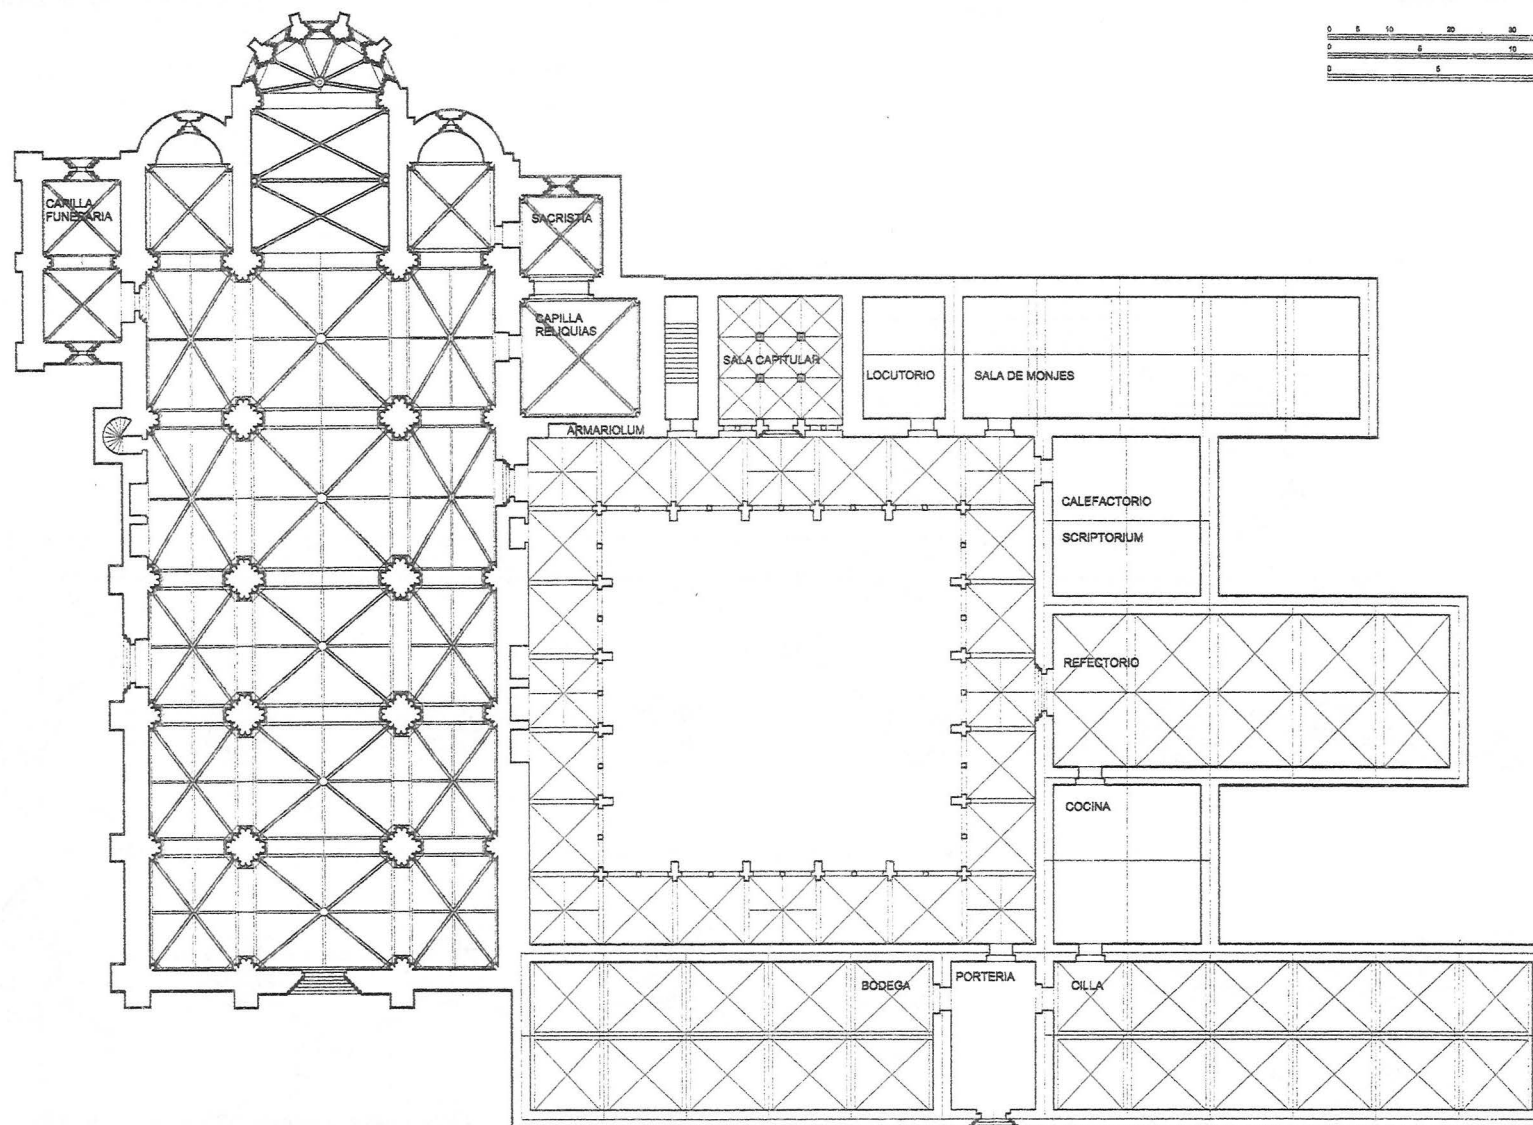 0 5 10 20 30
0 5 10
0 5
CAPILLA
FUNERARIA
SACRISTÍA
CAPILLA
RELIQUIAS
SALA CAPITULAR
LOCUTORIO
SALA DE MONJES
ARMARIOLUM
CALEFACTORIO
SCRIPTORIUM
REFECTORIO
COCINA
BODEGA
PORTERIA
CILLA